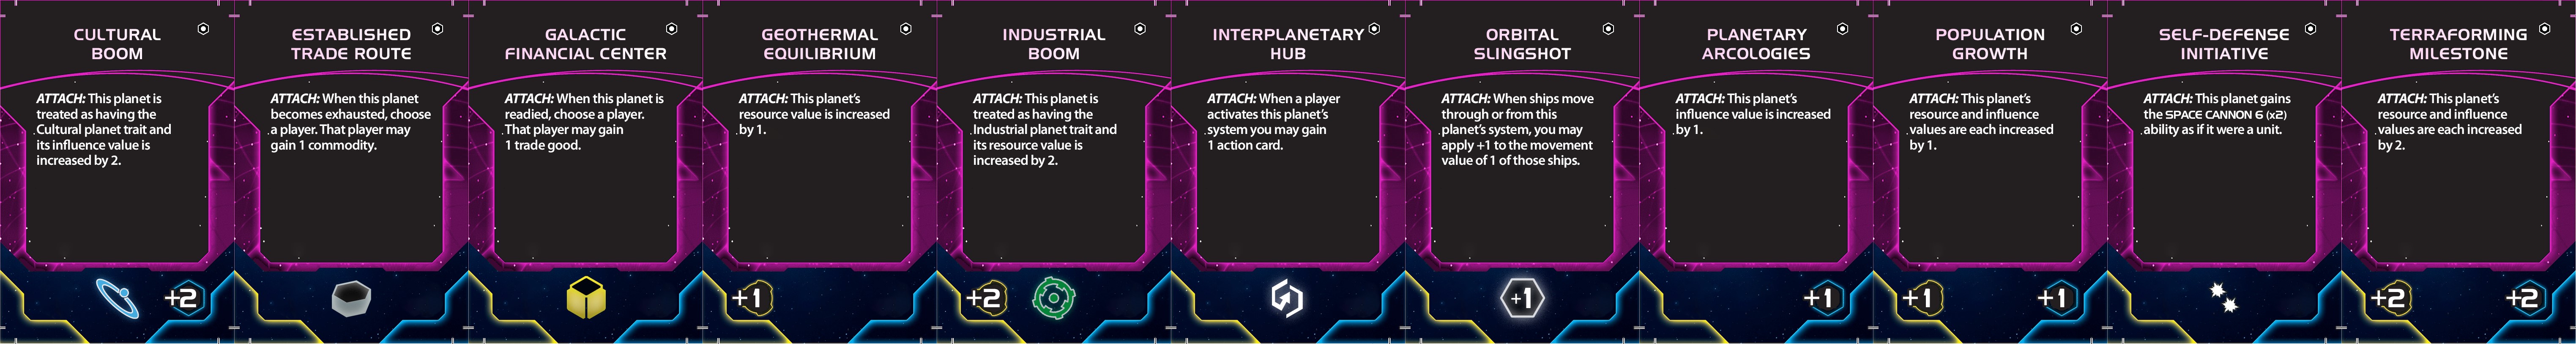 CULTURAL
BOOM
ATTACH: This planet is
treated as having the
Cultural planet trait and
its influence value is
increased by 2.
+2
ESTABLISHED
TRADE ROUTE
ATTACH: When this planet
becomes exhausted, choose
a player. That player may
gain 1 commodity.
GALACTIC
FINANCIAL CENTER
ATTACH: When this planet is
readied, choose a player.
That player may gain
1 trade good.
GEOTHERMAL
EQUILIBRIUM
ATTACH: This planet's
resource value is increased
by 1.
+1
INDUSTRIAL
BOOM
ATTACH: This planet is
treated as having the
Industrial planet trait and
its resource value is
increased by 2.
+2
INTERPLANETARY
HUB
ATTACH: When a player
activates this planet's
system you may gain
1 action card.
ORBITAL
SLINGSHOT
ATTACH: When ships move
through or from this
planet's system, you may
apply +1 to the movement
value of 1 of those ships.
+1
PLANETARY
ARCOLOGIES
ATTACH: This planet's
influence value is increased
by 1.
+1
POPULATION
GROWTH
ATTACH: This planet's
resource and influence
values are each increased
by 1.
+1
+1
SELF-DEFENSE
INITIATIVE
ATTACH: This planet gains
the SPACE CANNON 6 (x2)
ability as if it were a unit.
TERRAFORMING
MILESTONE
ATTACH: This planet's
resource and influence
values are each increased
by 2.
+2
+2